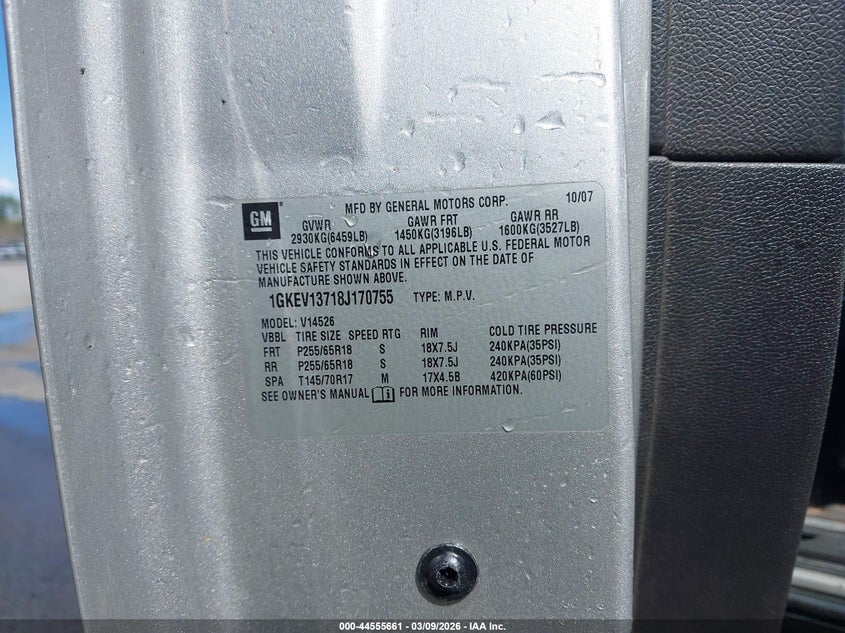 GM
MFD BY GENERAL MOTORS CORP. 10/07
GVWR GAWR FRT GAWR RR
2930KG(6459LB) 1450KG(3196LB) 1600KG(3527LB)
THIS VEHICLE CONFORMS TO ALL APPLICABLE U.S. FEDERAL MOTOR
VEHICLE SAFETY STANDARDS IN EFFECT ON THE DATE OF
MANUFACTURE SHOWN ABOVE.
1GKEV13718J170755 TYPE: M.P.V.
MODEL: V14526
VBBL TIRE SIZE SPEED RTG RIM COLD TIRE PRESSURE
FRT P255/65R18 S 18X7.5J 240KPA(35PSI)
RR P255/65R18 S 18X7.5J 240KPA(35PSI)
SPA T145/70R17 M 17X4.5B 420KPA(60PSI)
SEE OWNER'S MANUAL FOR MORE INFORMATION.
000-44555661 - 03/09/2026 - IAA Inc.